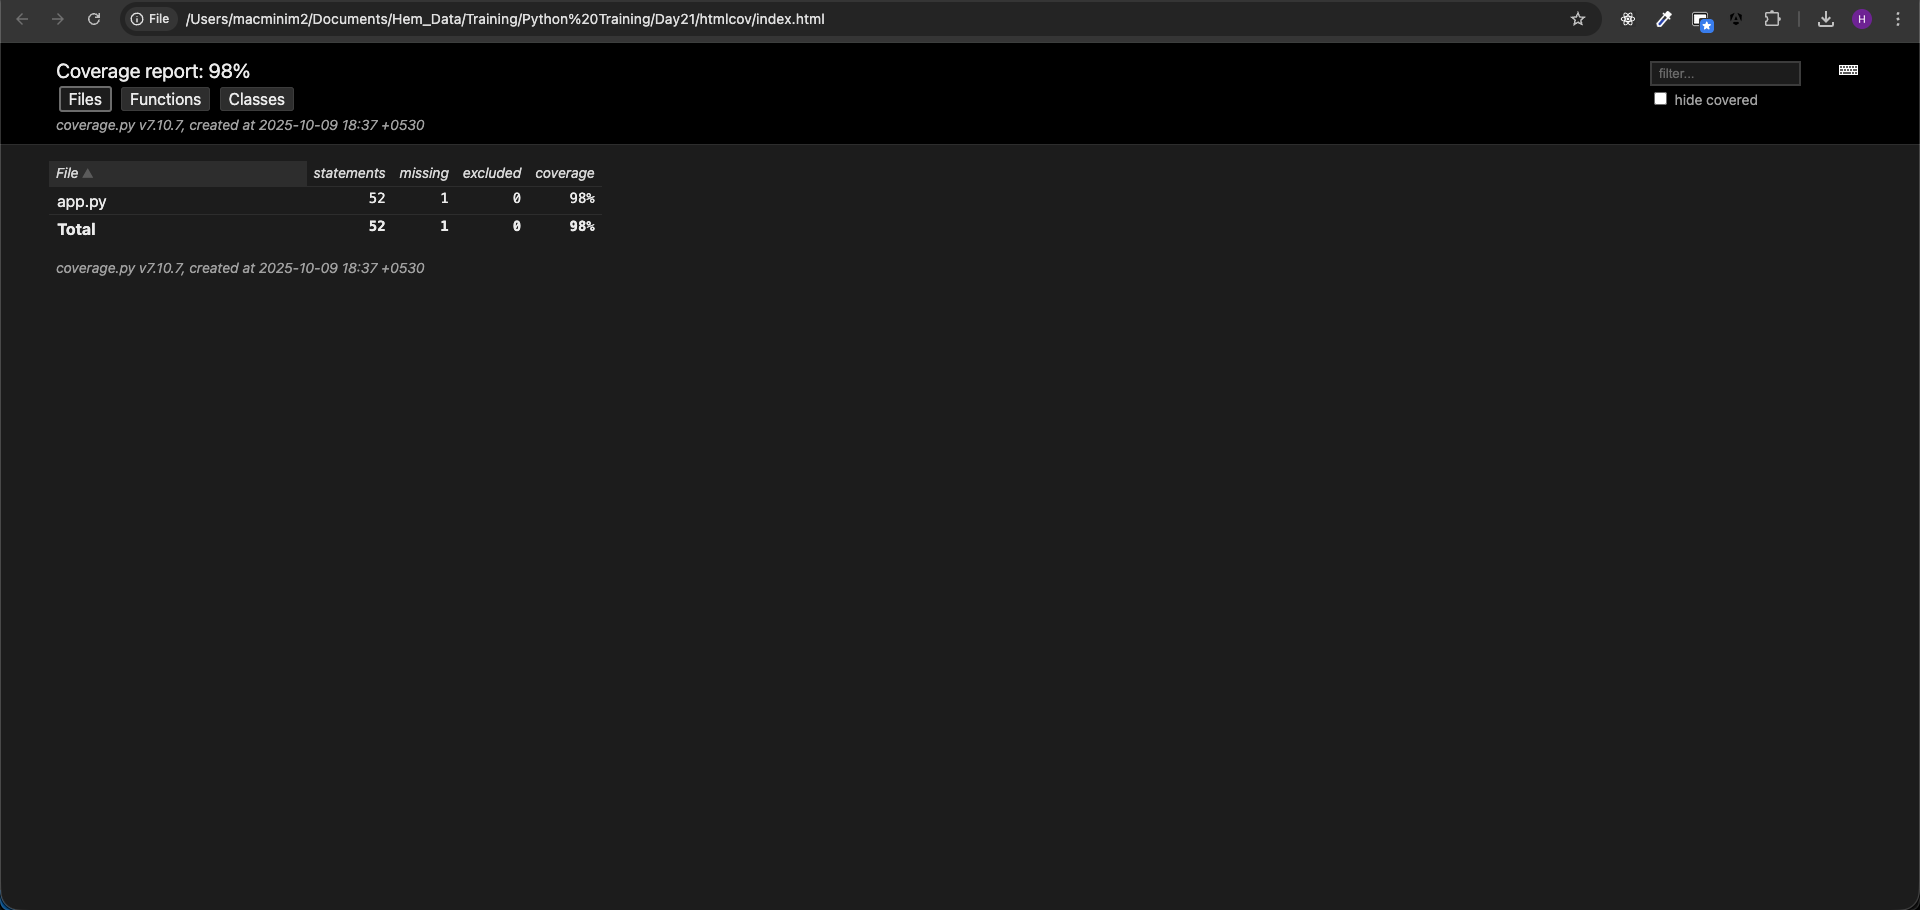 File /Users/macminim2/Documents/Hem_Data/Training/Python%20Training/Day21/htmlcov/index.html H
Coverage report: 98%
filter...
Files Functions Classes
hide covered
coverage.py v7.10.7, created at 2025-10-09 18:37 +0530
File statements missing excluded coverage
app.py 52 1 0 98%
Total 52 1 0 98%
coverage.py v7.10.7, created at 2025-10-09 18:37 +0530